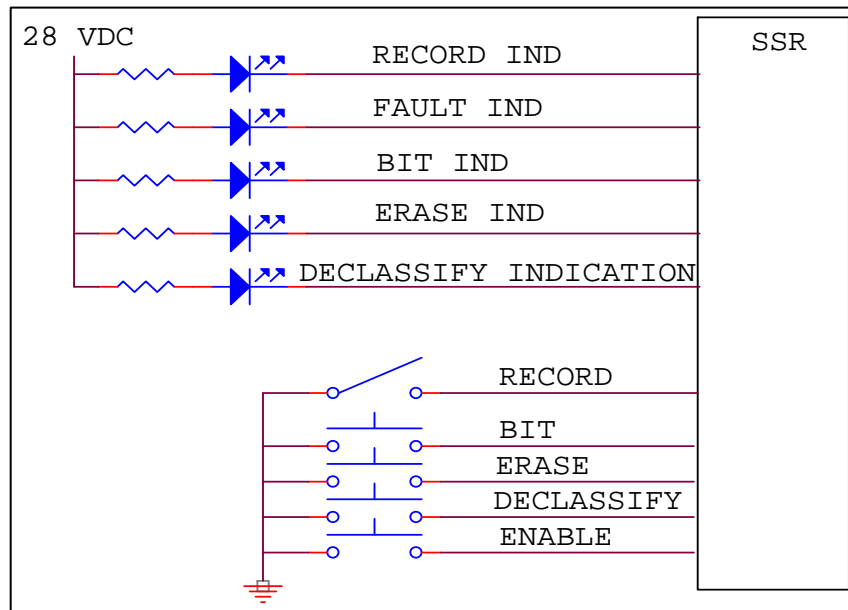 28 VDC
SSR
RECORD IND
FAULT IND
BIT IND
ERASE IND
DECLASSIFY INDICATION
RECORD
BIT
ERASE
DECLASSIFY
ENABLE